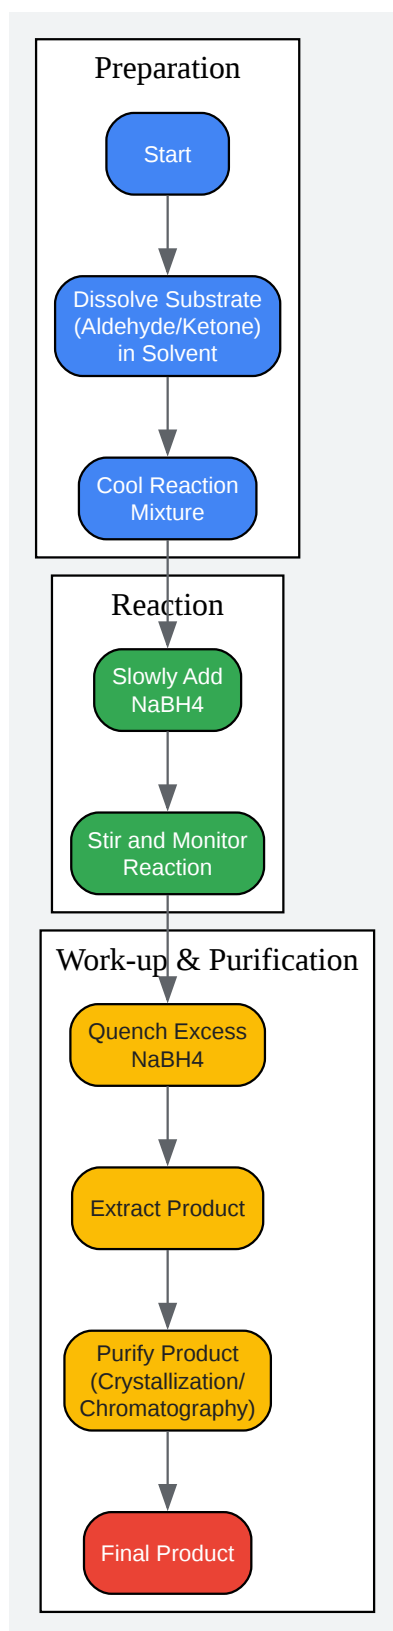 Preparation
Start
Dissolve Substrate
(Aldehyde/Ketone)
in Solvent
Cool Reaction
Mixture
Reaction
Slowly Add
NaBH4
Stir and Monitor
Reaction
Work-up & Purification
Quench Excess
NaBH4
Extract Product
Purify Product
(Crystallization/
Chromatography)
Final Product